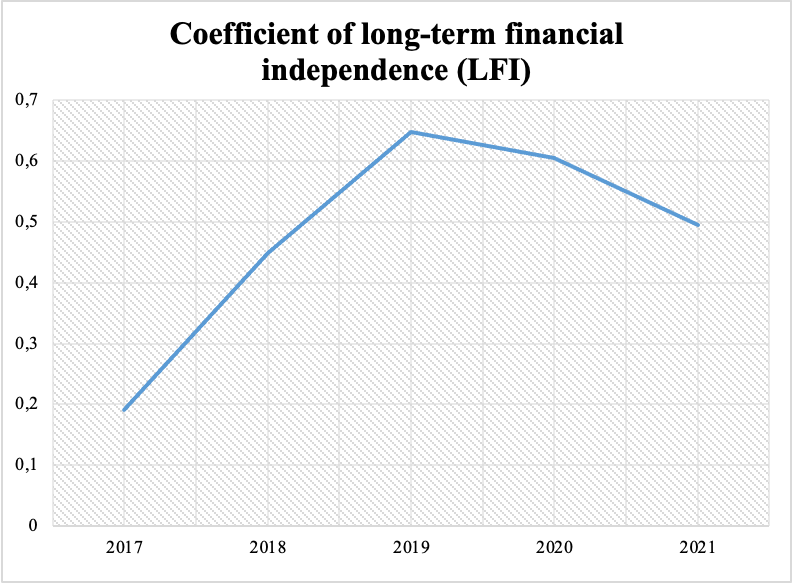 Coefficient of long-term financial
independence (LFI)
0,7
0,6
0,5
0,4
0,3
0,2
0,1
0
2017 2018 2019 2020 2021